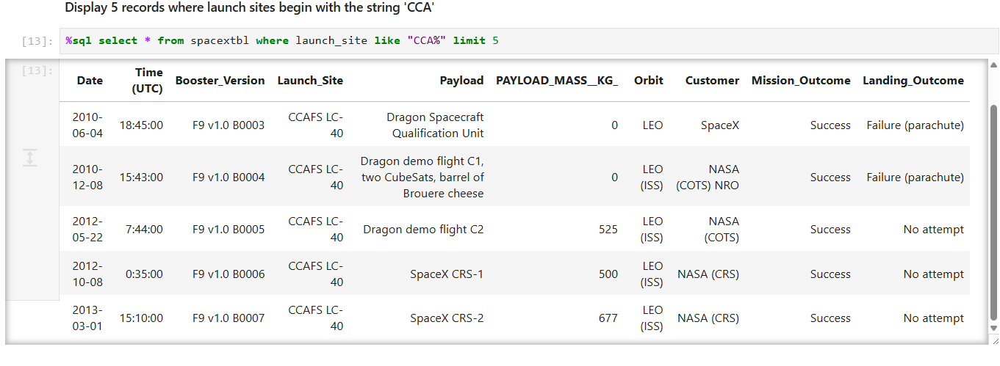 Display 5 records where launch sites begin with the string 'CCA'
[13]: %sql select * from spacextbl where launch_site like "CCA%" limit 5
[13]:
Date Time (UTC) Booster_Version Launch_Site Payload PAYLOAD_MASS__KG_ Orbit Customer Mission_Outcome Landing_Outcome
2010-06-04 18:45:00 F9 v1.0 B0003 CCAFS LC-40 Dragon Spacecraft Qualification Unit 0 LEO SpaceX Success Failure (parachute)
2010-12-08 15:43:00 F9 v1.0 B0004 CCAFS LC-40 Dragon demo flight C1, two CubeSats, barrel of Brouere cheese 0 LEO (ISS) NASA (COTS) NRO Success Failure (parachute)
2012-05-22 7:44:00 F9 v1.0 B0005 CCAFS LC-40 Dragon demo flight C2 525 LEO (ISS) NASA (COTS) Success No attempt
2012-10-08 0:35:00 F9 v1.0 B0006 CCAFS LC-40 SpaceX CRS-1 500 LEO (ISS) NASA (CRS) Success No attempt
2013-03-01 15:10:00 F9 v1.0 B0007 CCAFS LC-40 SpaceX CRS-2 677 LEO (ISS) NASA (CRS) Success No attempt